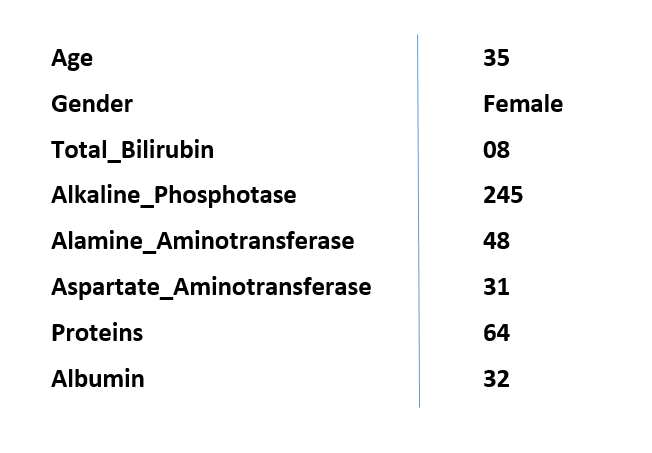 Age 35
Gender Female
Total_Bilirubin 08
Alkaline_Phosphotase 245
Alamine_Aminotransferase 48
Aspartate_Aminotransferase 31
Proteins 64
Albumin 32